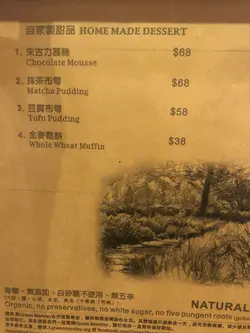 自家製甜品 HOME MADE DESSERT
1. 朱古力慕絲 $68
Chocolate Mousse
2. 抹茶布甸 $68
Matcha Pudding
3. 豆腐布甸 $58
Tofu Pudding
4. 全麥鬆餅 $38
Whole Wheat Muffin
有機、無添加、白砂糖不使用、無五辛
NATURAL
Organic, no preservatives, no white sugar, no five pungent roots